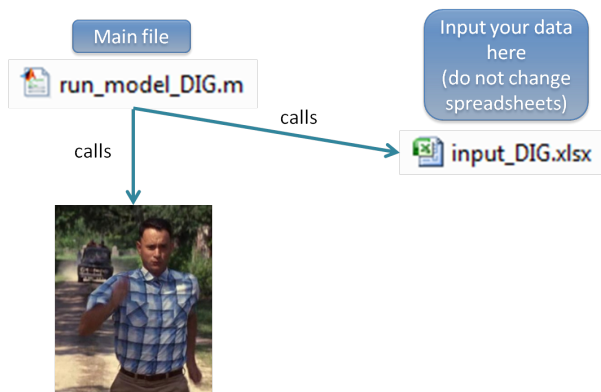 Main file
run_model_DIG.m
calls
calls
Input your data
here
(do not change
spreadsheets)
input_DIG.xlsx